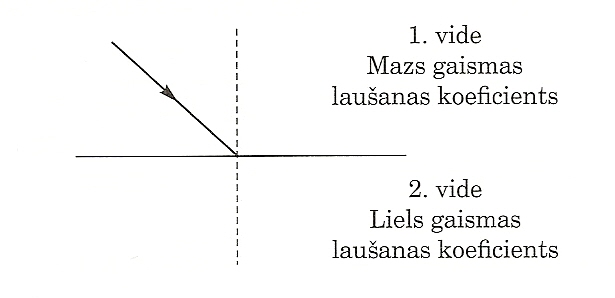 1. vide
Mazs gaismas
laušanas koeficients
2. vide
Liels gaismas
laušanas koeficients